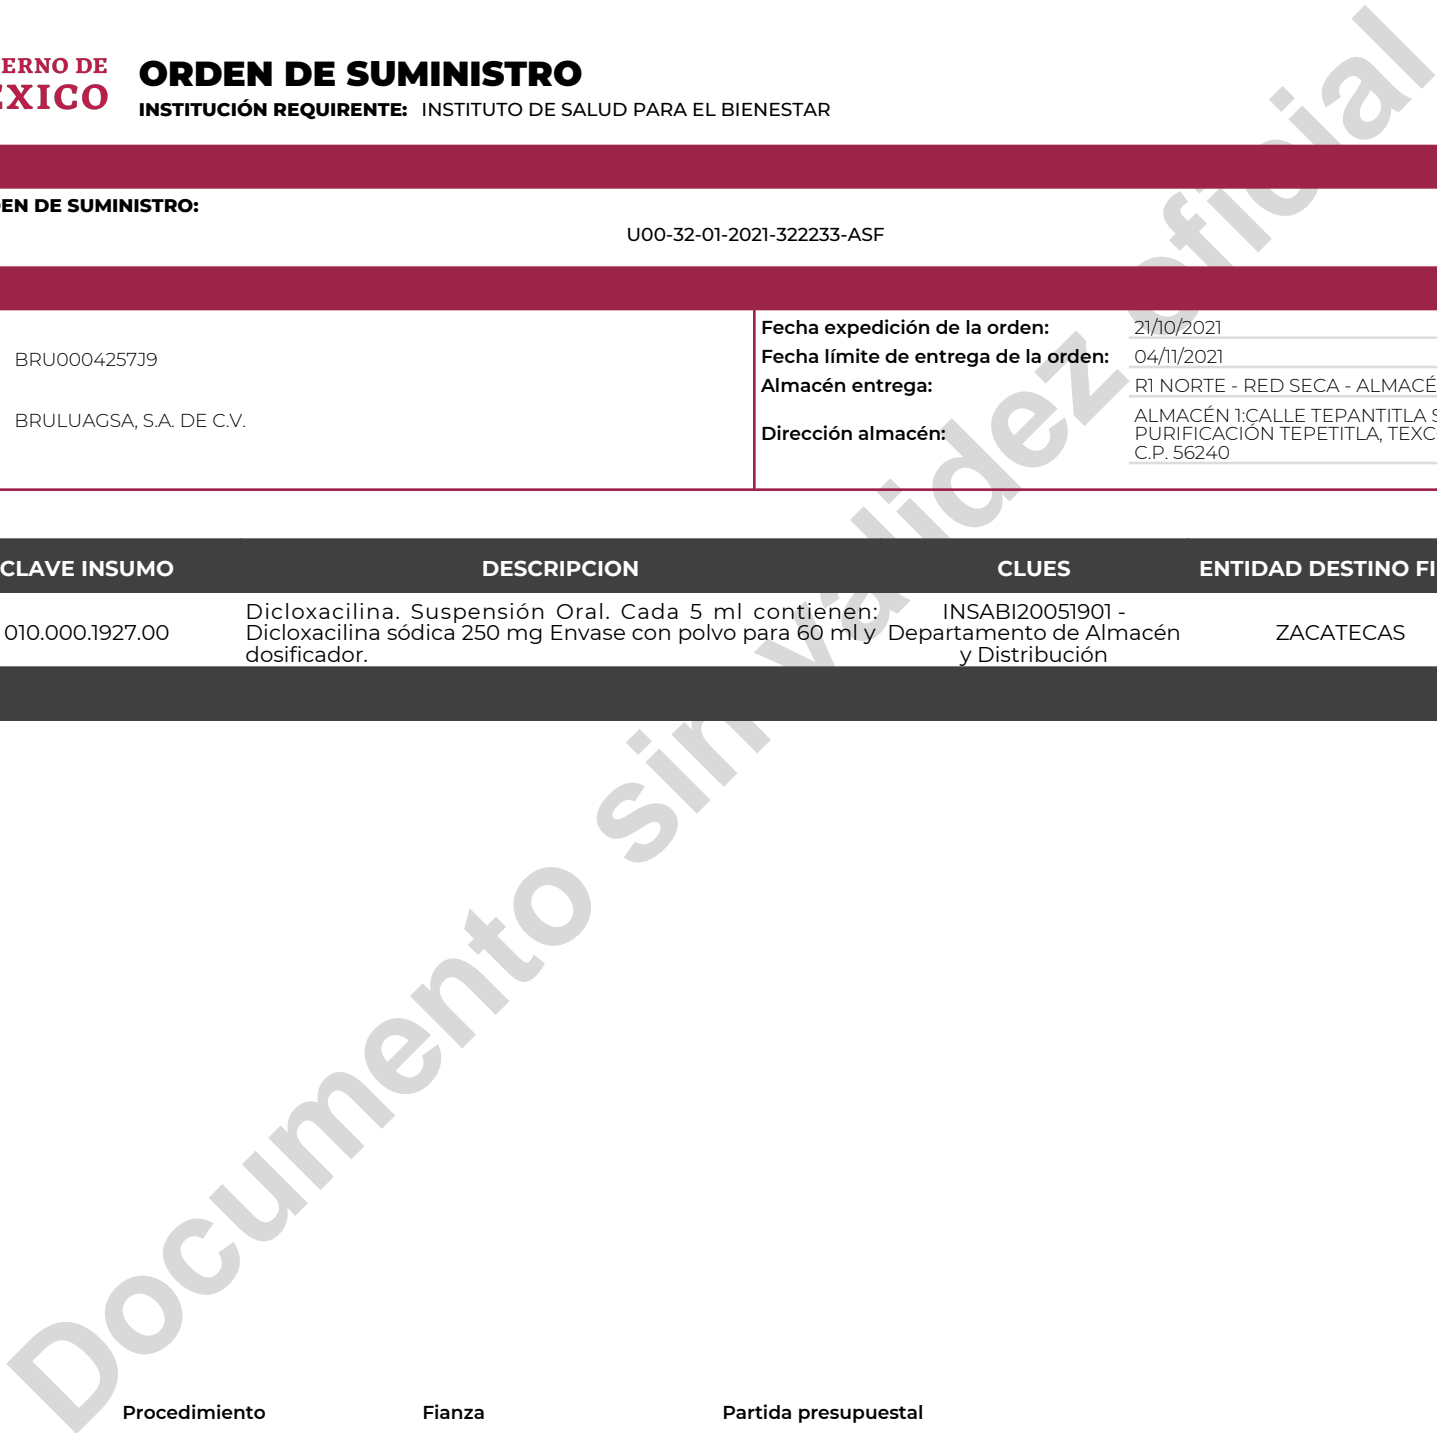 ERNO DE
ÉXICO
ORDEN DE SUMINISTRO
INSTITUCIÓN REQUIRENTE: INSTITUTO DE SALUD PARA EL BIENESTAR
EN DE SUMINISTRO:
U00-32-01-2021-322233-ASF
BRU0004257J9
BRULUAGSA, S.A. DE C.V.
Fecha expedición de la orden: 21/10/2021
Fecha límite de entrega de la orden: 04/11/2021
Almacén entrega: R1 NORTE - RED SECA - ALMACÉ
Dirección almacén: ALMACÉN 1:CALLE TEPANTITLA S
PURIFICACIÓN TEPETITLA, TEXC
C.P. 56240
CLAVE INSUMO DESCRIPCION CLUES ENTIDAD DESTINO FI
010.000.1927.00
Dicloxacilina. Suspensión Oral. Cada 5 ml contienen:
Dicloxacilina sódica 250 mg Envase con polvo para 60 ml y
dosificador.
INSABI20051901 -
Departamento de Almacén
y Distribución
ZACATECAS
Documento sin validez oficial
Procedimiento Fianza Partida presupuestal